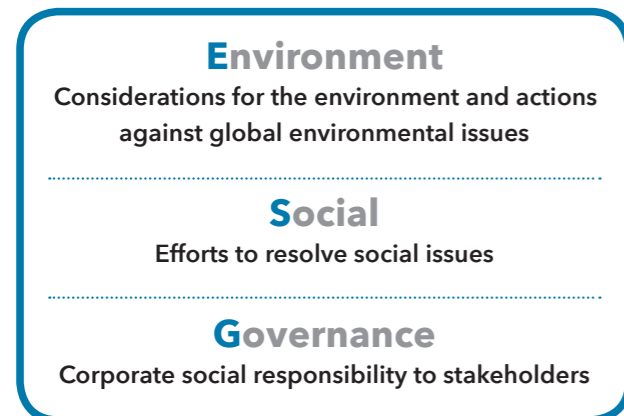 Environment
Considerations for the environment and actions
against global environmental issues
Social
Efforts to resolve social issues
Governance
Corporate social responsibility to stakeholders